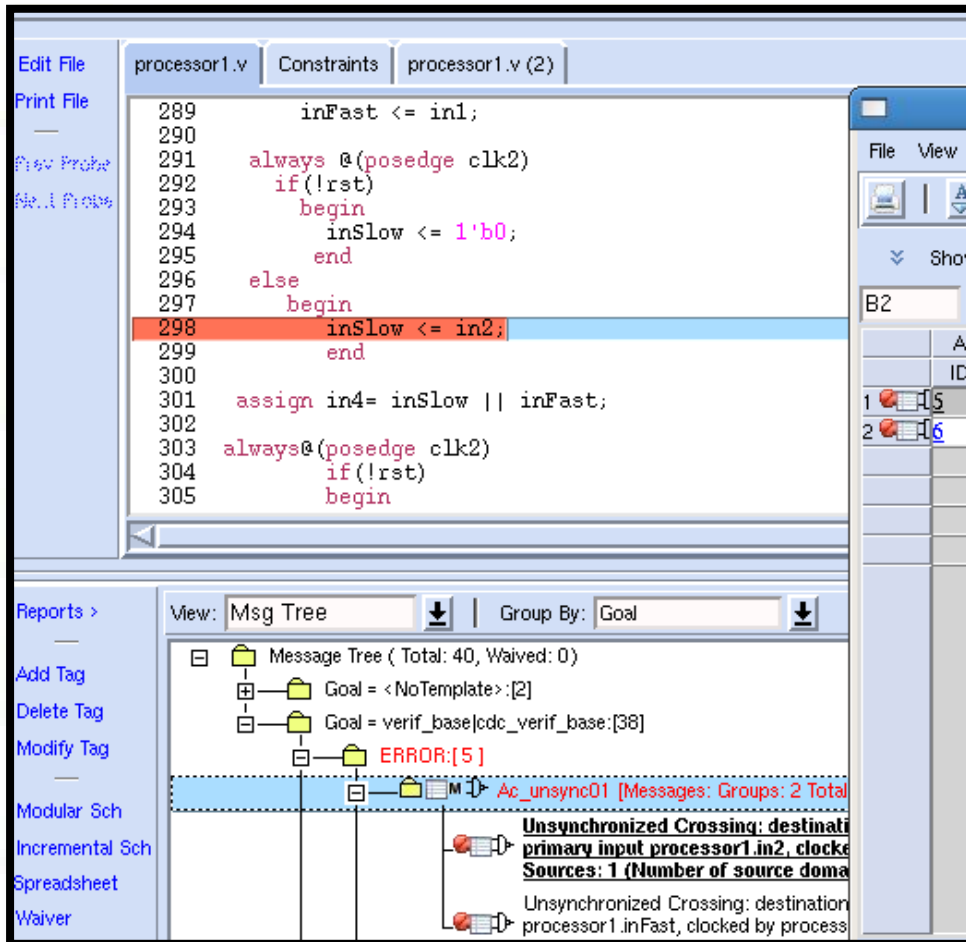 Edit File
Print File
Prev Probe
Next Probe
processor1.v
Constraints
processor1.v (2)
289 inFast <= in1;
290
291 always @(posedge clk2)
292 if(!rst)
293 begin
294 inSlow <= 1'b0;
295 end
296 else
297 begin
298 inSlow <= in2;
299 end
300
301 assign in4= inSlow || inFast;
302
303 always@(posedge clk2)
304 if(!rst)
305 begin
File View
A
Sho
B2
A
ID
1 5
2 6
Reports >
Add Tag
Delete Tag
Modify Tag
Modular Sch
Incremental Sch
Spreadsheet
Waiver
View: Msg Tree Group By: Goal
Message Tree ( Total: 40, Waived: 0)
Goal = <NoTemplate>:[2]
Goal = verif_base|cdc_verif_base:[38]
ERROR:[5 ]
M Ac_unsync01 [Messages: Groups: 2 Total
Unsynchronized Crossing: destinati
primary input processor1.in2, clocke
Sources: 1 (Number of source doma
Unsynchronized Crossing: destination
processor1.inFast, clocked by process